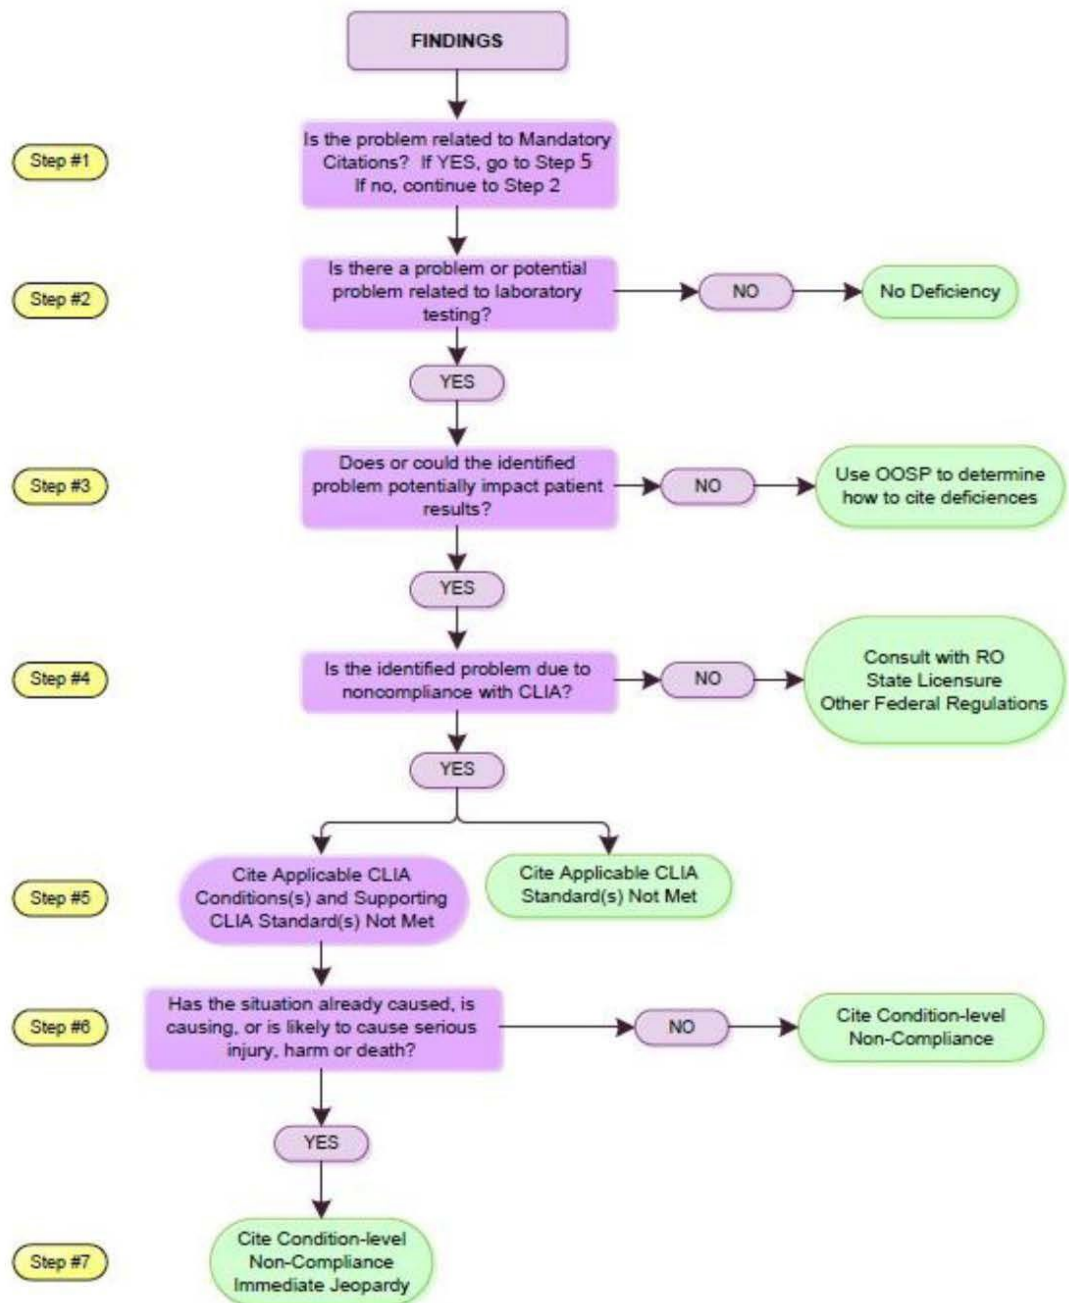 FINDINGS
Step #1
Is the problem related to Mandatory
Citations? If YES, go to Step 5
If no, continue to Step 2
Step #2
Is there a problem or potential
problem related to laboratory
testing?
NO
No Deficiency
YES
Step #3
Does or could the identified
problem potentially impact patient
results?
NO
Use OOSP to determine
how to cite deficiences
YES
Step #4
Is the identified problem due to
noncompliance with CLIA?
NO
Consult with RO
State Licensure
Other Federal Regulations
YES
Step #5
Cite Applicable CLIA
Conditions(s) and Supporting
CLIA Standard(s) Not Met
Cite Applicable CLIA
Standard(s) Not Met
Step #6
Has the situation already caused, is
causing, or is likely to cause serious
injury, harm or death?
NO
Cite Condition-level
Non-Compliance
YES
Step #7
Cite Condition-level
Non-Compliance
Immediate Jeopardy